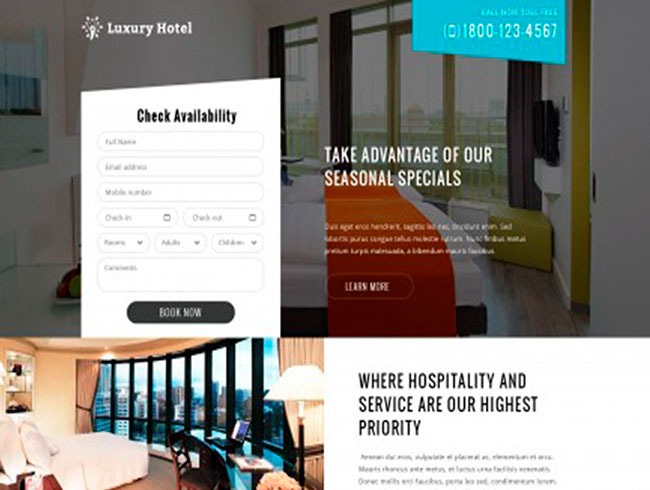 Luxury Hotel
CALL NOW TOLL FREE
1800-123-4567
Check Availability
Full Name
Email address
Mobile number
Check-in
Check-out
Rooms
Adults
Children
Comments
BOOK NOW
TAKE ADVANTAGE OF OUR
SEASONAL SPECIALS
Duis eget eros hendrerit, sagittis leo nec, tincidunt enim. Sed
lobortis purus congue tellus molestie rutrum. Nunc finibus metus
pretium turpis malesuada, a bibendum mauris faucibus.
LEARN MORE
WHERE HOSPITALITY AND
SERVICE ARE OUR HIGHEST
PRIORITY
Aenean dui eros, vulputate et placerat ac, elementum et arcu.
Mauris rhoncus ante metus, et luctus urna facilisis venenatis.
Donec mollis orci faucibus, porta leo sed, condimentum lorem.